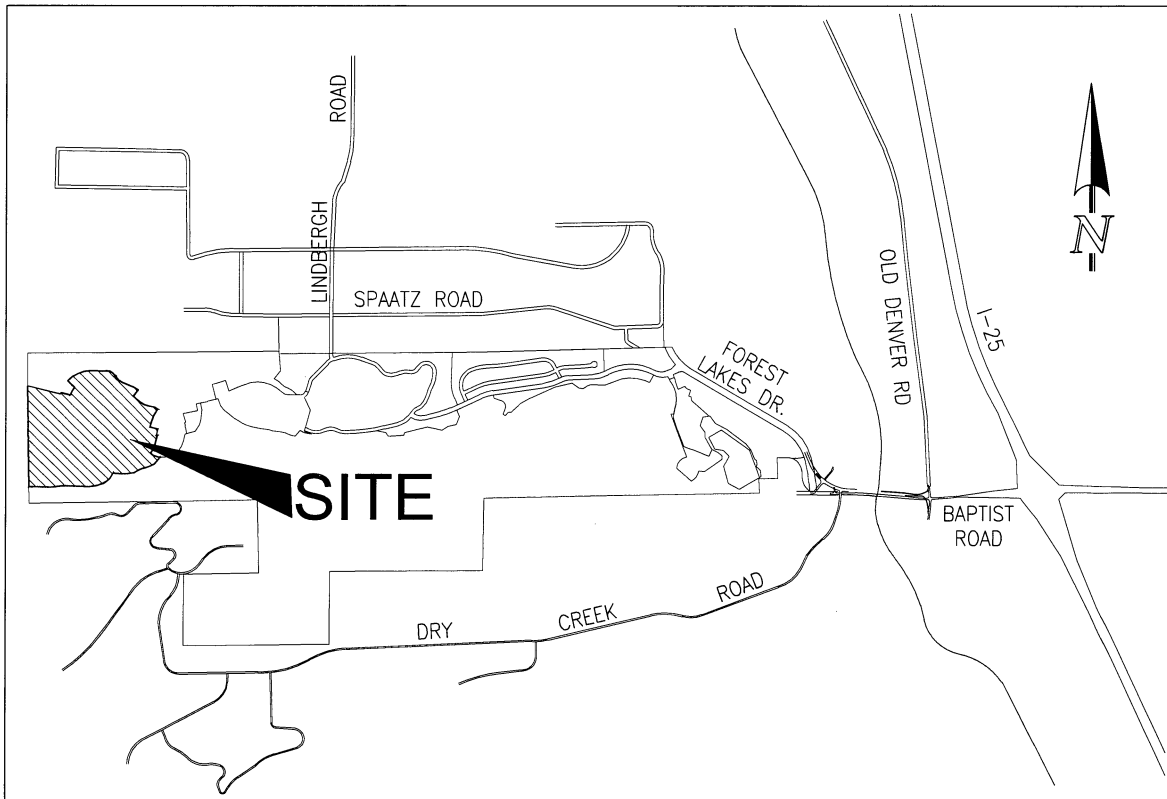 LINDBERGH ROAD
SPAATZ ROAD
FOREST
LAKES DR.
OLD DENVER RD
I-25
N
SITE
BAPTIST
ROAD
DRY CREEK ROAD